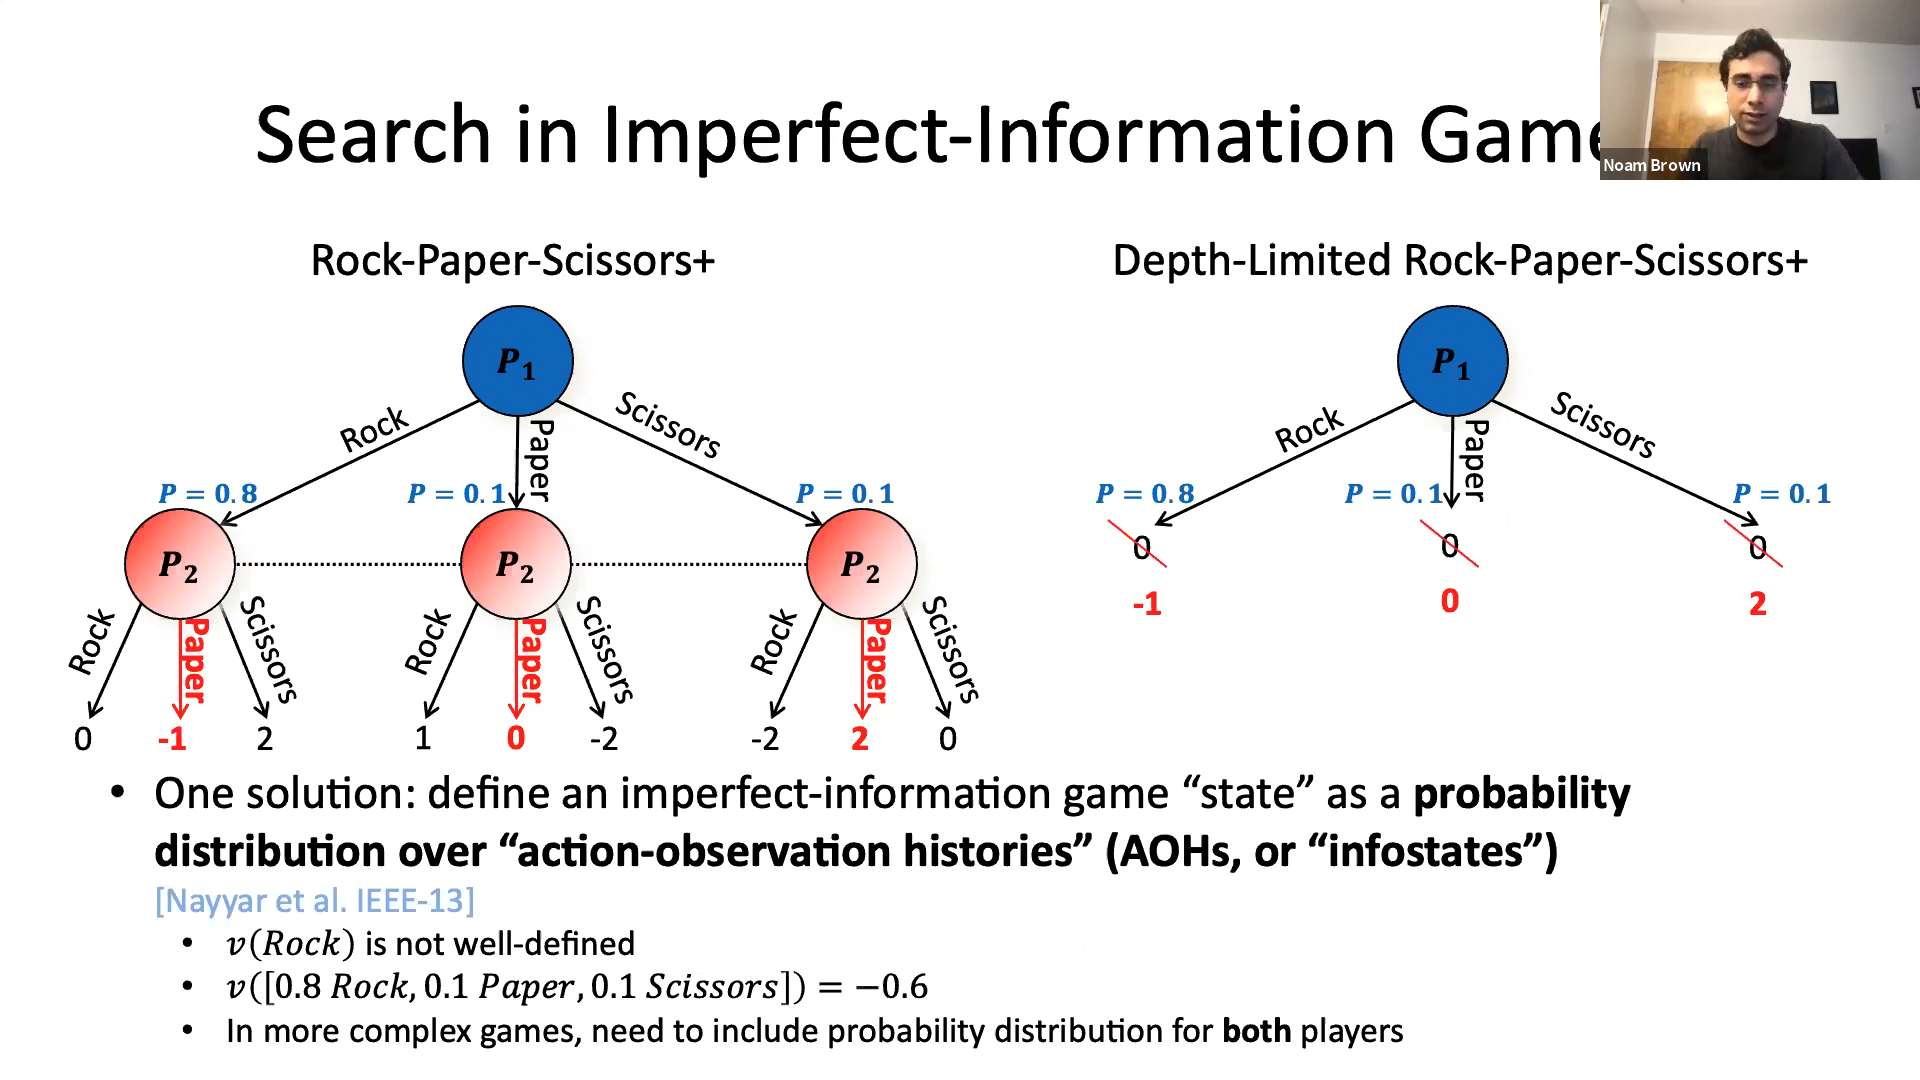 Search in Imperfect-Information Game
Noam Brown
Rock-Paper-Scissors+
Depth-Limited Rock-Paper-Scissors+
P₁
Rock
Paper
Scissors
P = 0.8
P = 0.1
P = 0.1
P₂
P₂
P₂
Rock
Paper
Scissors
Rock
Paper
Scissors
Rock
Paper
Scissors
0
-1
2
1
0
-2
-2
2
0
P₁
Rock
Paper
Scissors
P = 0.8
P = 0.1
P = 0.1
0
0
0
-1
0
2
• One solution: define an imperfect-information game “state” as a probability
distribution over “action-observation histories” (AOHs, or “infostates”)
[Nayyar et al. IEEE-13]
• v(Rock) is not well-defined
• v([0.8 Rock, 0.1 Paper, 0.1 Scissors]) = −0.6
• In more complex games, need to include probability distribution for both players